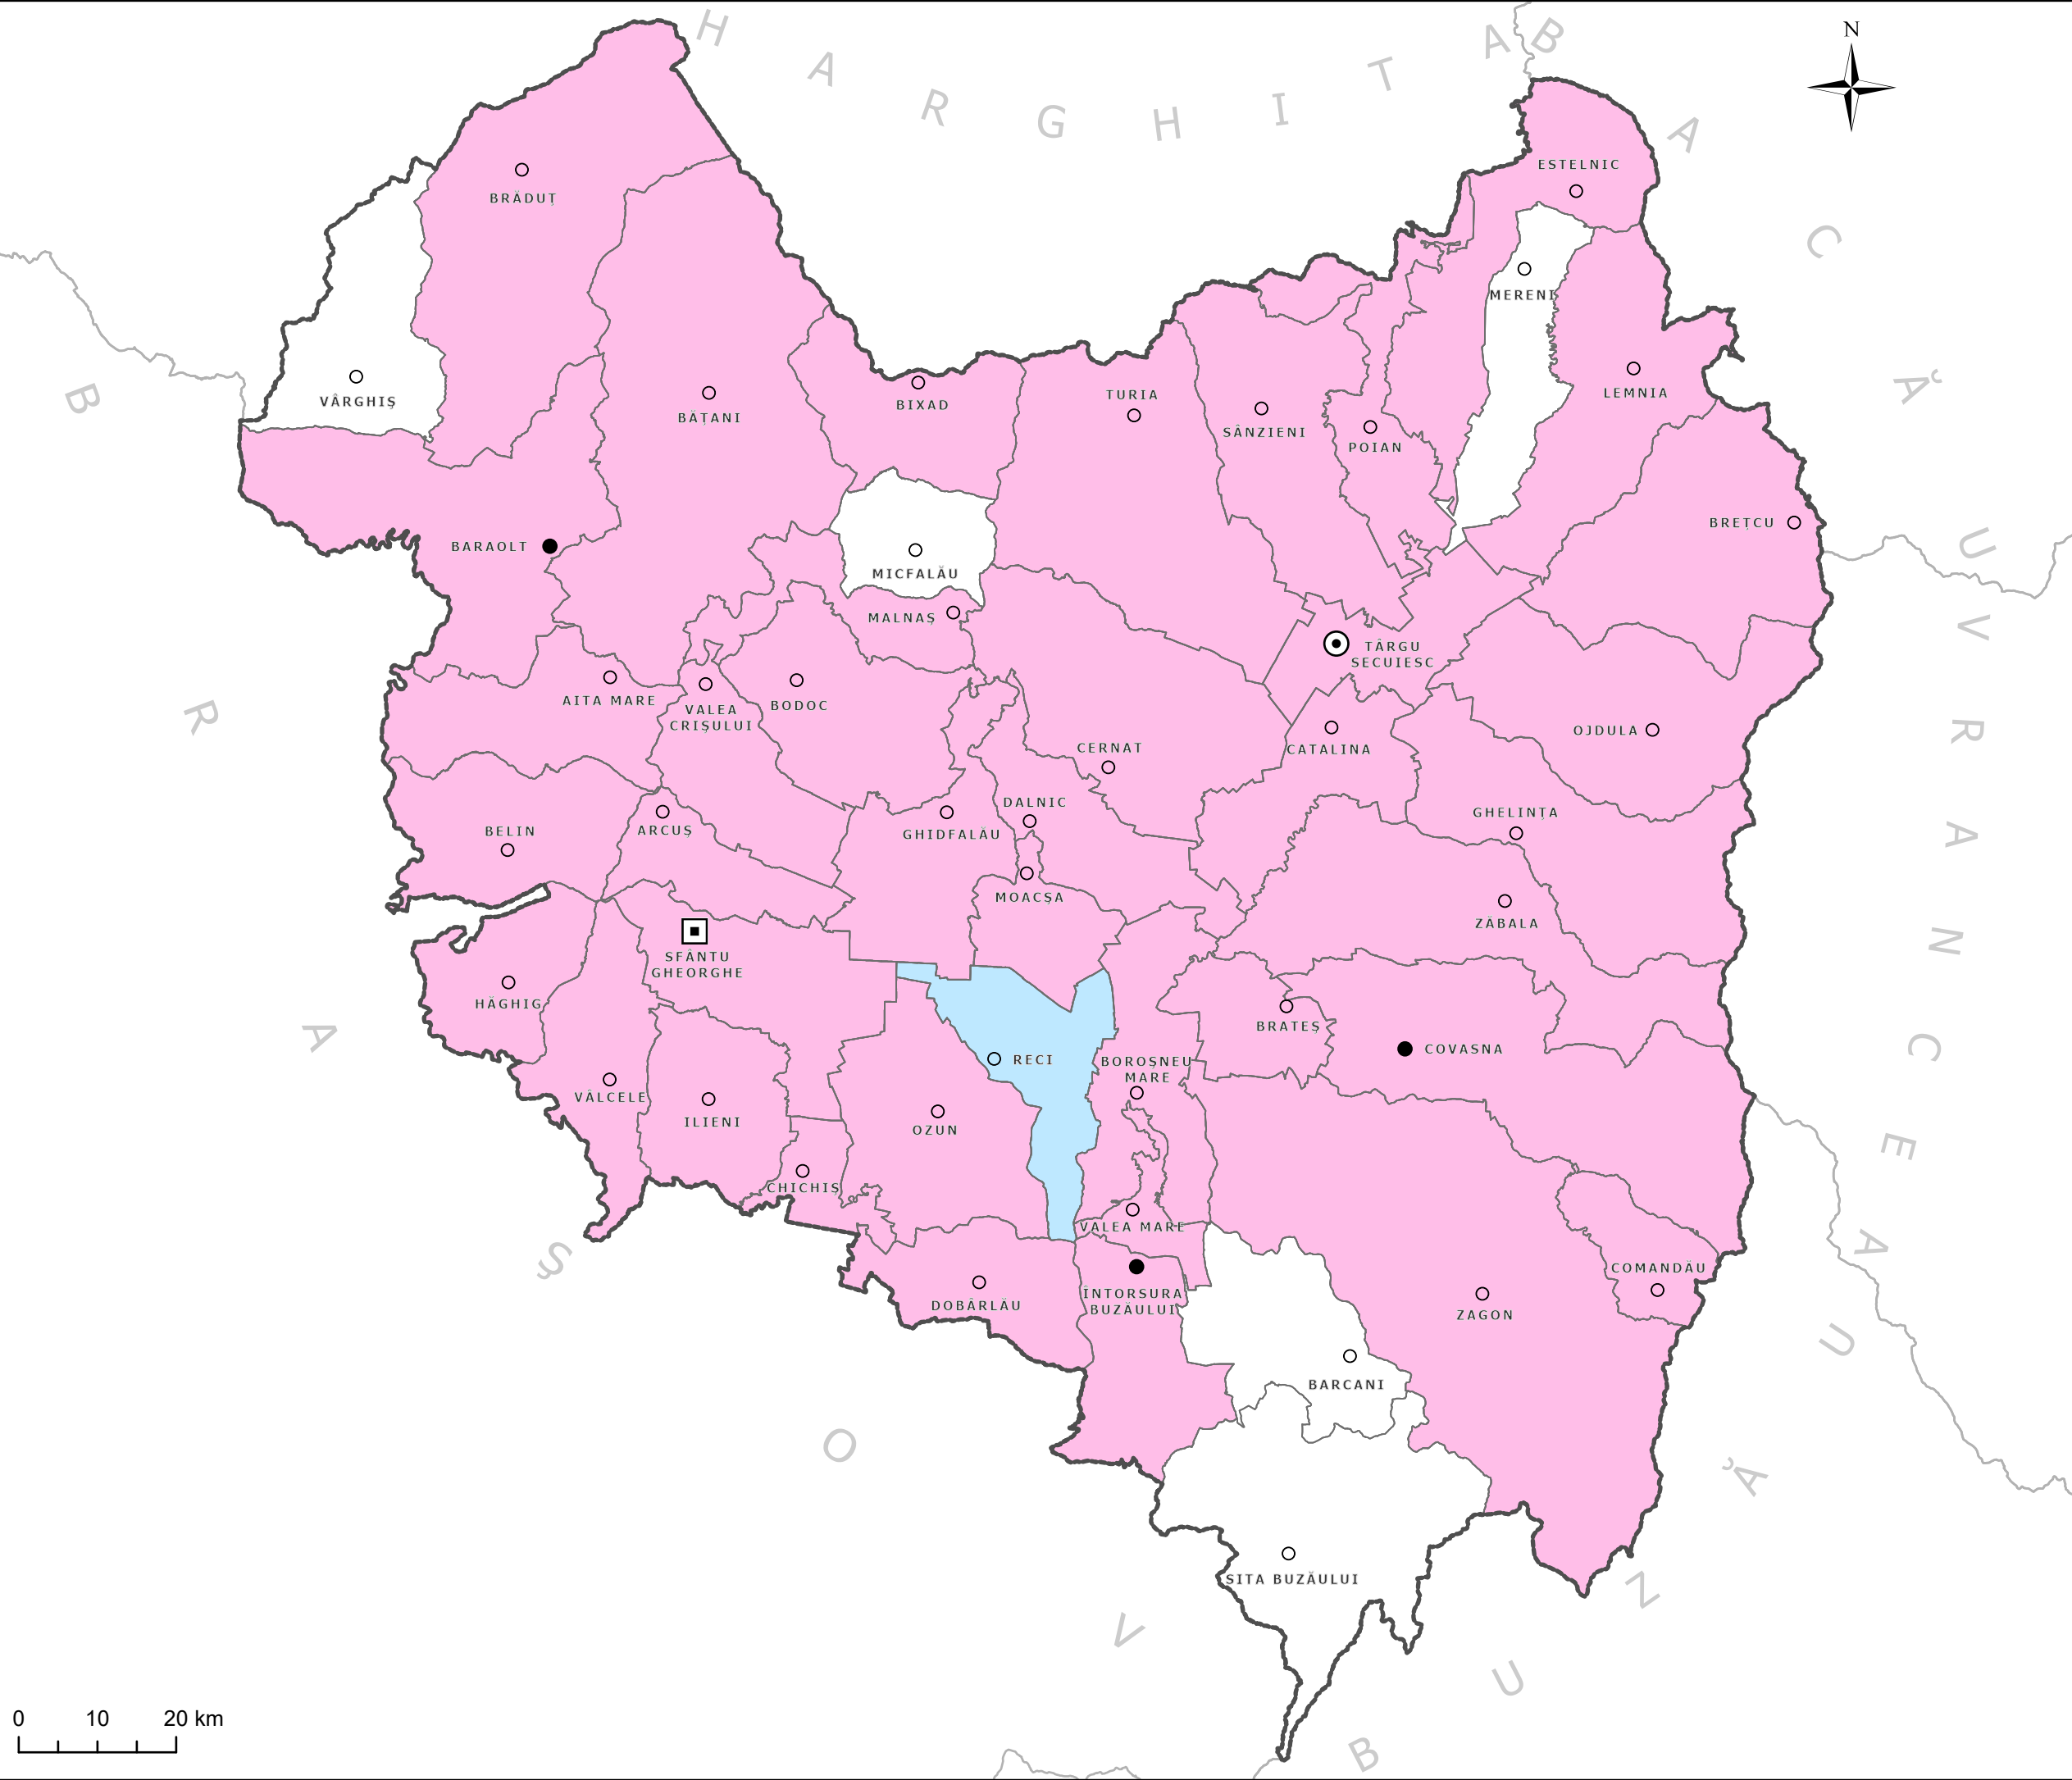 HARGHITA
BACĂU
N
BRAȘOV
VRANCEA
BUZĂU
ESTELNIC
BRĂDUȚ
MERENI
LEMNIA
VÂRGHIȘ
BĂȚANI
BIXAD
TURIA
SÂNZIENI
POIAN
BREȚCU
BARAOLT
MICFALĂU
MALNAȘ
TÂRGU
SECUIESC
AITA MARE
VALEA
CRIȘULUI
BODOC
CERNAT
CATALINA
OJDULA
BELIN
ARCUȘ
GHIDFALĂU
DALNIC
GHELINȚA
MOACȘA
ZĂBALA
SFÂNTU
GHEORGHE
HĂGHIG
BRATEȘ
COVASNA
RECI
BOROȘNEU
MARE
VÂLCELE
ILIENI
OZUN
CHICHIȘ
VALEA MARE
DOBÂRLĂU
ÎNTORSURA
BUZĂULUI
COMANDĂU
ZAGON
BARCANI
SITA BUZĂULUI
0 10 20 km